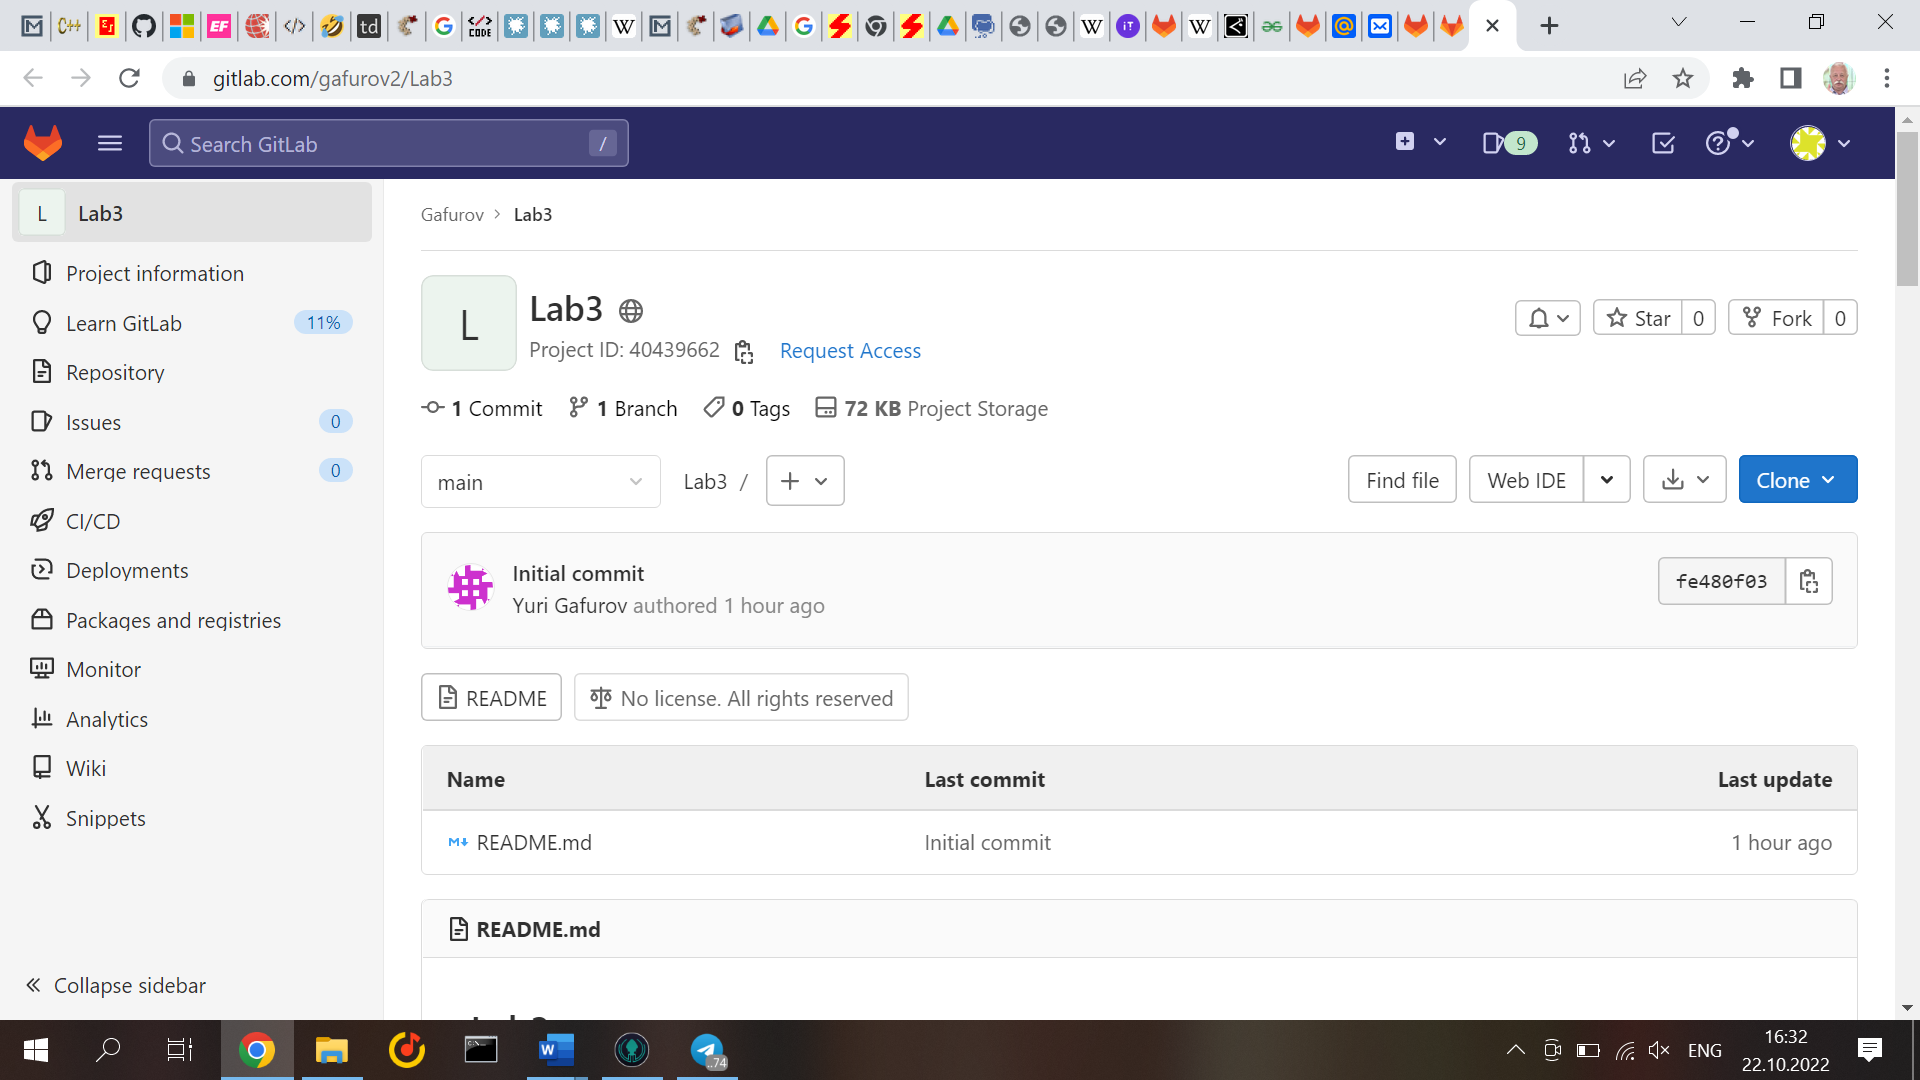 gitlab.com/gafurov2/Lab3
Search GitLab /
9
L Lab3
Project information
Learn GitLab 11%
Repository
Issues 0
Merge requests 0
CI/CD
Deployments
Packages and registries
Monitor
Analytics
Wiki
Snippets
Collapse sidebar
Gafurov > Lab3
L
Lab3
Project ID: 40439662 Request Access
Star 0 Fork 0
1 Commit 1 Branch 0 Tags 72 KB Project Storage
main Lab3 / + Find file Web IDE Clone
Initial commit
Yuri Gafurov authored 1 hour ago
fe480f03
README No license. All rights reserved
Name Last commit Last update
README.md Initial commit 1 hour ago
README.md
ENG
16:32
22.10.2022